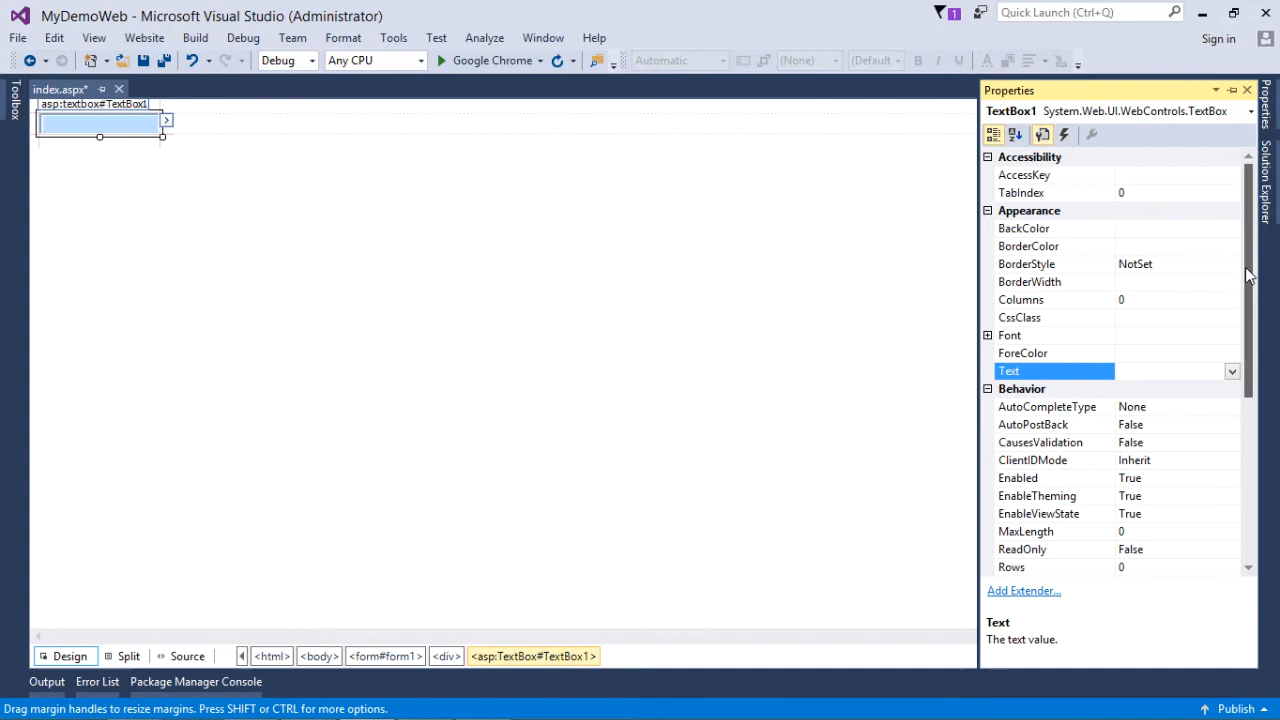 MyDemoWeb - Microsoft Visual Studio (Administrator)
1
Quick Launch (Ctrl+Q)
File Edit View Website Build Debug Team Format Tools Test Analyze Window Help
Sign in
Debug Any CPU Google Chrome Automatic (None) (Default B I U A
Toolbox
index.aspx*
asp:textbox#TextBox1
Properties
TextBox1 System.Web.UI.WebControls.TextBox
Accessibility
AccessKey
TabIndex 0
Appearance
BackColor
BorderColor
BorderStyle NotSet
BorderWidth
Columns 0
CssClass
Font
ForeColor
Text
Behavior
AutoCompleteType None
AutoPostBack False
CausesValidation False
ClientIDMode Inherit
Enabled True
EnableTheming True
EnableViewState True
MaxLength 0
ReadOnly False
Rows 0
Add Extender...
Text
The text value.
Properties
Solution Explorer
Design Split Source <html> <body> <form#form1> <div> <asp:TextBox#TextBox1>
Output Error List Package Manager Console
Drag margin handles to resize margins. Press SHIFT or CTRL for more options.
Publish